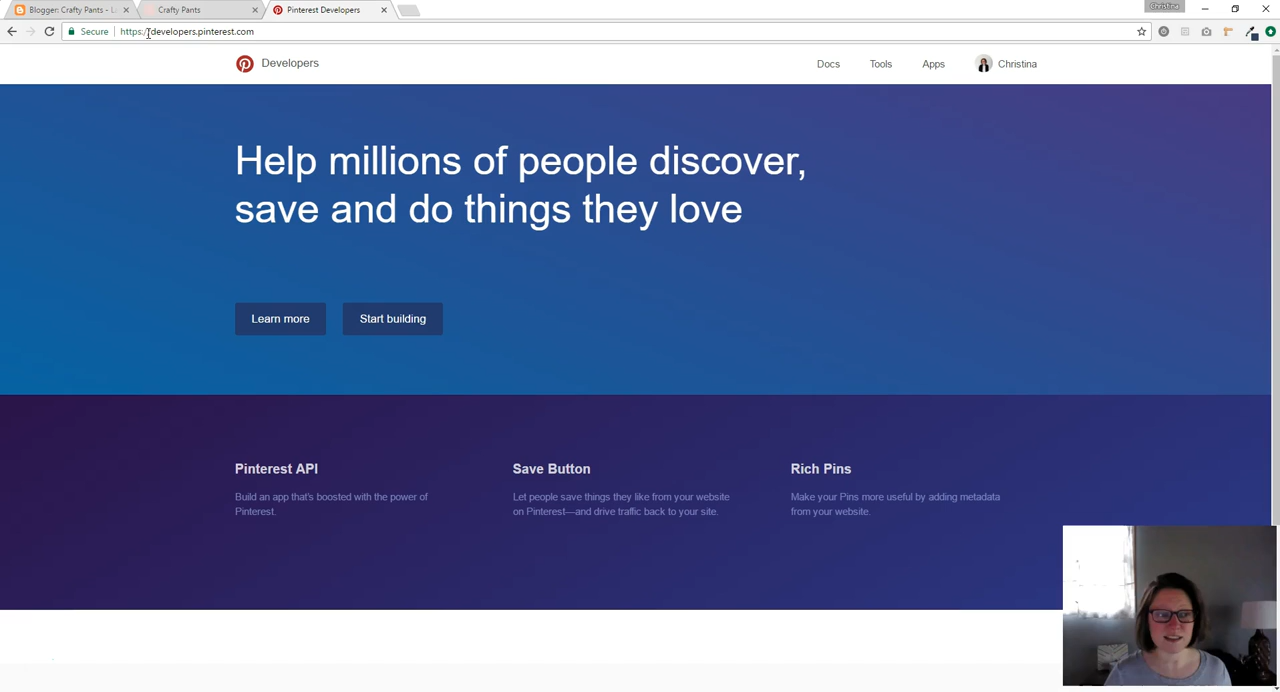 Blogger: Crafty Pants - L
Crafty Pants
Pinterest Developers
Christina
Secure
https://developers.pinterest.com
Developers
Docs
Tools
Apps
Christina
Help millions of people discover,
save and do things they love
Learn more
Start building
Pinterest API
Build an app that's boosted with the power of
Pinterest.
Save Button
Let people save things they like from your website
on Pinterest—and drive traffic back to your site.
Rich Pins
Make your Pins more useful by adding metadata
from your website.